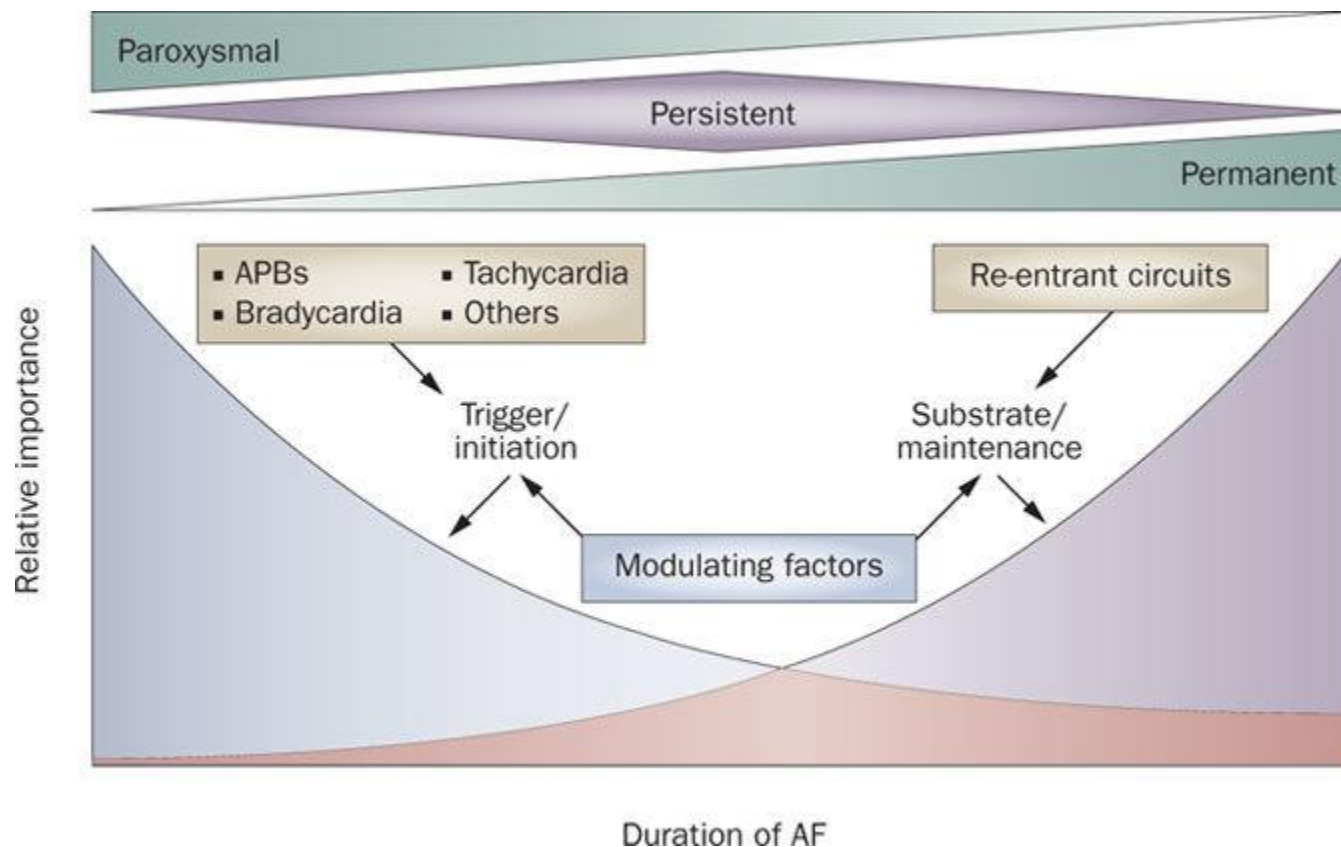 Paroxysmal
Persistent
Permanent
▪ APBs ▪ Tachycardia
▪ Bradycardia ▪ Others
Re-entrant circuits
Trigger/
initiation
Substrate/
maintenance
Modulating factors
Relative importance
Duration of AF